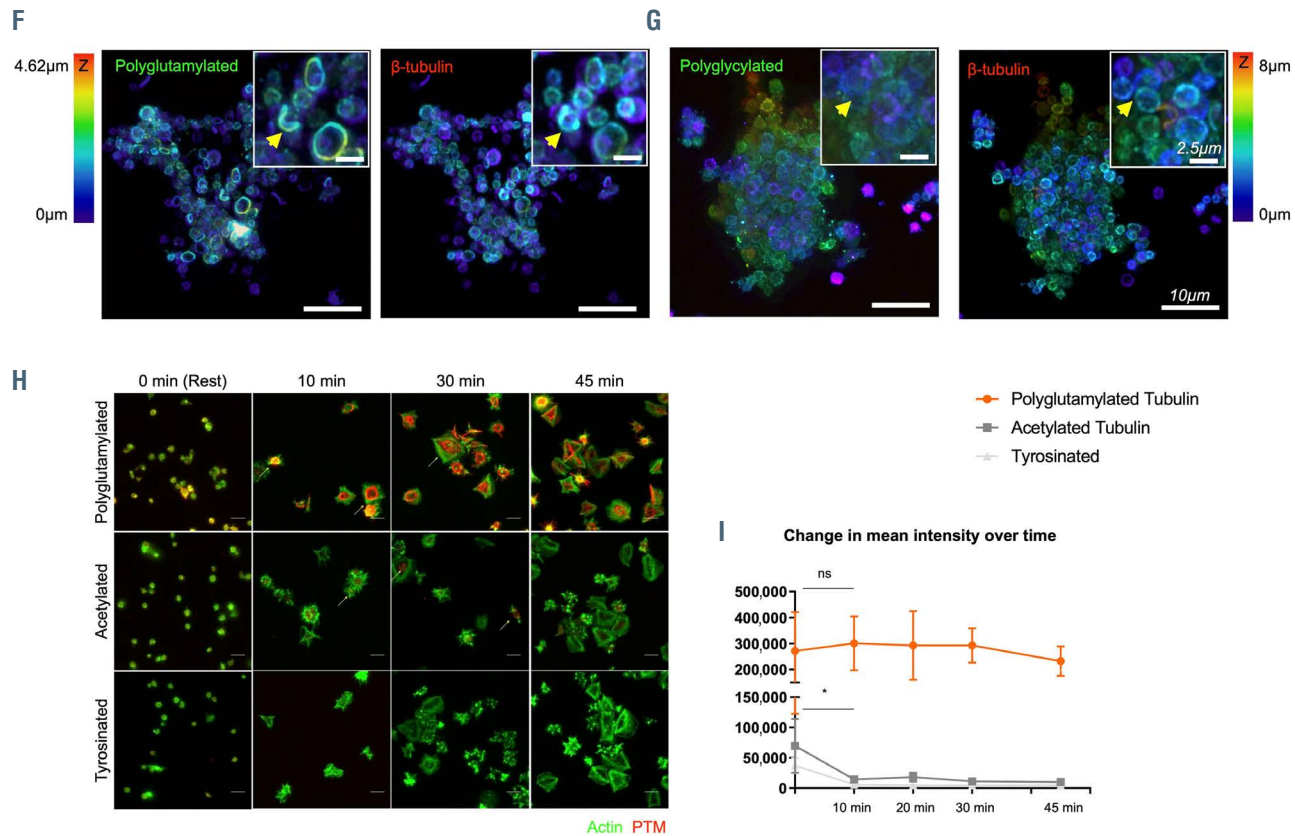 F
G
4.62µm
Z
0µm
Polyglutamylated
β-tubulin
Polyglycylated
β-tubulin
2.5µm
10µm
Z
8µm
0µm
H
0 min (Rest)
10 min
30 min
45 min
Polyglutamylated
Acetylated
Tyrosinated
Actin PTM
Polyglutamylated Tubulin
Acetylated Tubulin
Tyrosinated
I
Change in mean intensity over time
ns
500,000
400,000
300,000
200,000
150,000
*
100,000
50,000
0
10 min
20 min
30 min
45 min